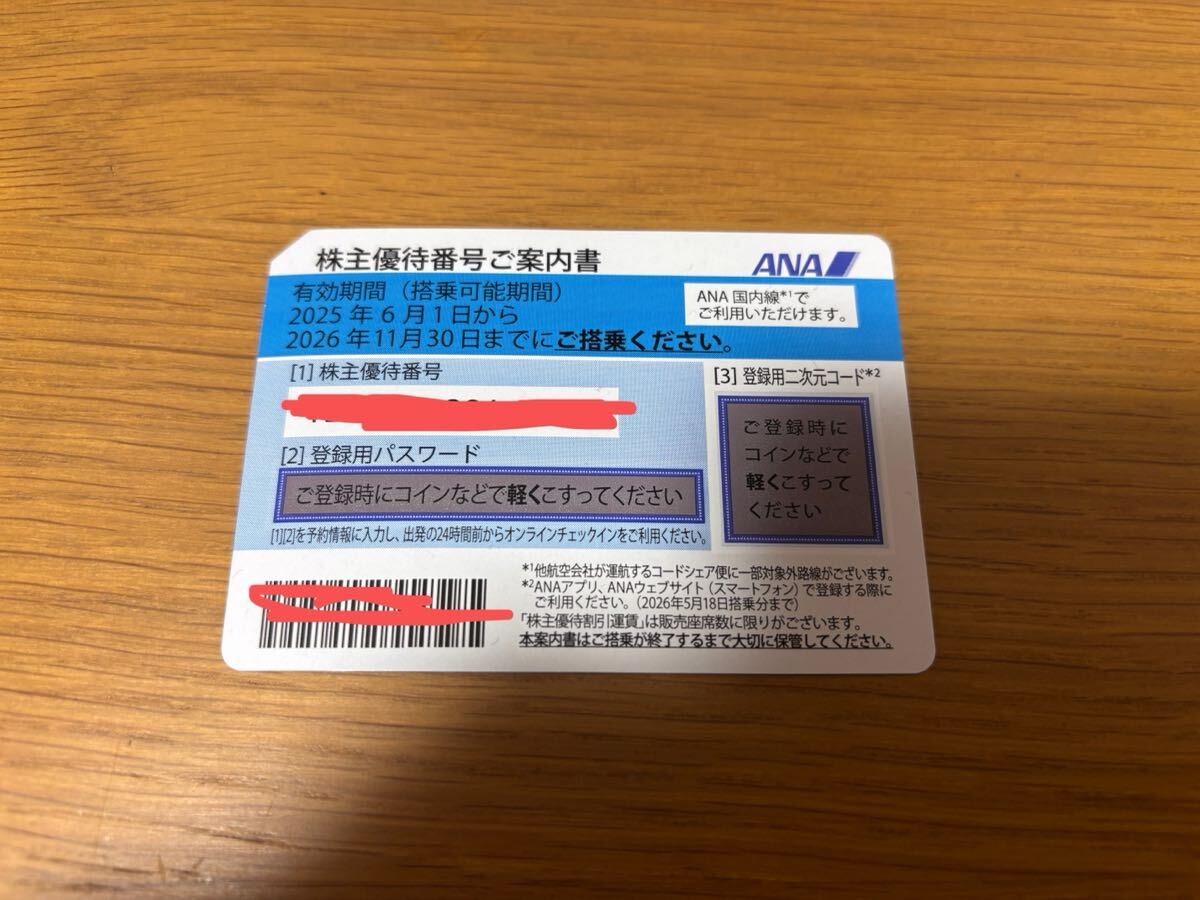 株主優待番号ご案内書
ANA
有効期間（搭乗可能期間）
2025年6月1日から
2026年11月30日までにご搭乗ください。
ANA国内線*1で
ご利用いただけます。
[1]株主優待番号
[2]登録用パスワード
ご登録時にコインなどで軽くこすってください
[1][2]を予約情報に入力し、出発の24時間前からオンラインチェックインをご利用ください。
[3]登録用二次元コード*2
ご登録時に
コインなどで
軽くこすって
ください
*1他航空会社が運航するコードシェア便に一部対象外路線がございます。
*2ANAアプリ、ANAウェブサイト（スマートフォン）で登録する際に
ご利用ください。（2026年5月18日搭乗分まで）
「株主優待割引運賃」は販売座席数に限りがございます。
本案内書はご搭乗が終了するまで大切に保管してください。